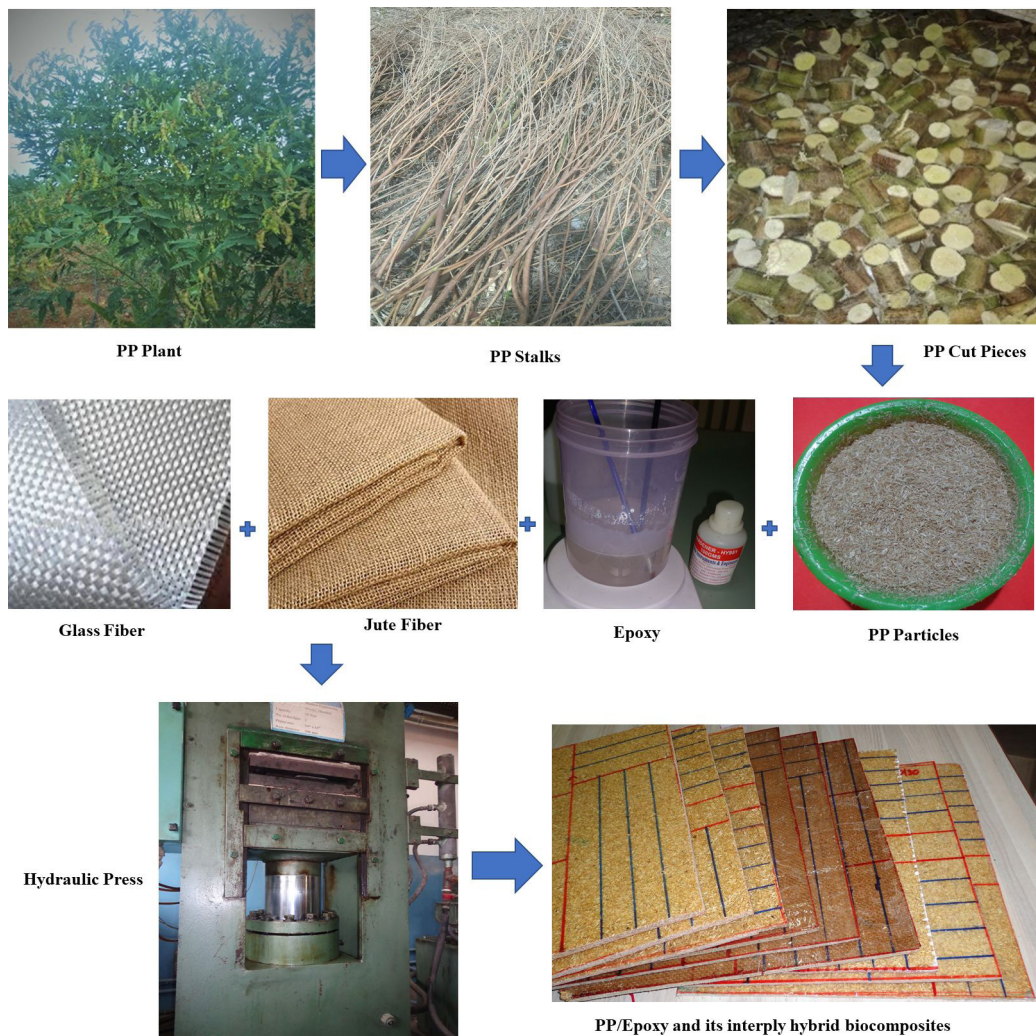 PP Plant
PP Stalks
PP Cut Pieces
Glass Fiber
Jute Fiber
Epoxy
PP Particles
Hydraulic Press
PP/Epoxy and its interply hybrid biocomposites